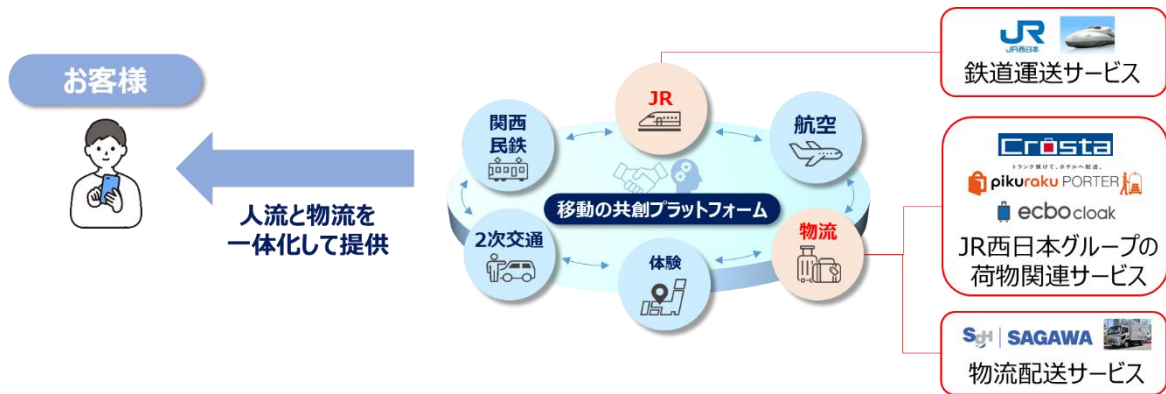 お客様
人流と物流を
一体化して提供
JR
関西
民鉄
航空
移動の共創プラットフォーム
2次交通
体験
物流
JR
JR西日本
鉄道運送サービス
Crosta
トランク預けて、ホテルへ配送。
pikuraku PORTER
ecbo cloak
JR西日本グループの
荷物関連サービス
SGH SAGAWA
物流配送サービス